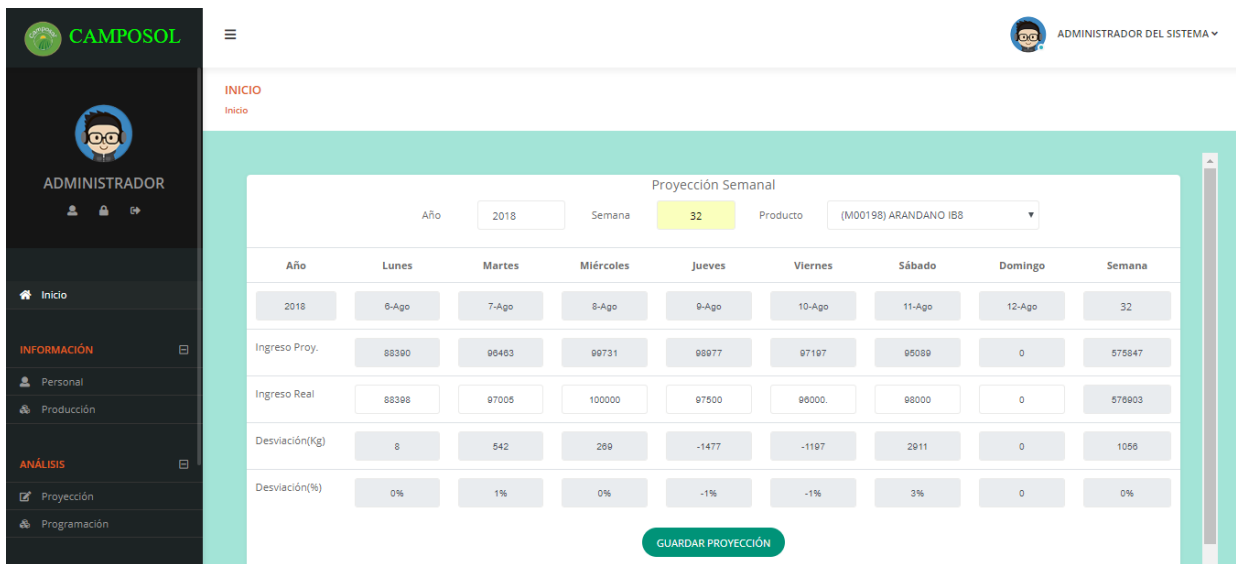 CAMPOSOL
ADMINISTRADOR DEL SISTEMA
INICIO
Inicio
ADMINISTRADOR
Inicio
INFORMACIÓN
Personal
Producción
ANÁLISIS
Proyección
Programación
Proyección Semanal
Año 2018 Semana 32 Producto (M00198) ARANDANO IB8
Año Lunes Martes Miércoles Jueves Viernes Sábado Domingo Semana
2018 6-Ago 7-Ago 8-Ago 9-Ago 10-Ago 11-Ago 12-Ago 32
Ingreso Proy. 88390 96463 99731 98977 97197 95089 0 575847
Ingreso Real 88398 97005 100000 97500 96000. 98000 0 576903
Desviación(Kg) 8 542 269 -1477 -1197 2911 0 1056
Desviación(%) 0% 1% 0% -1% -1% 3% 0 0%
GUARDAR PROYECCIÓN